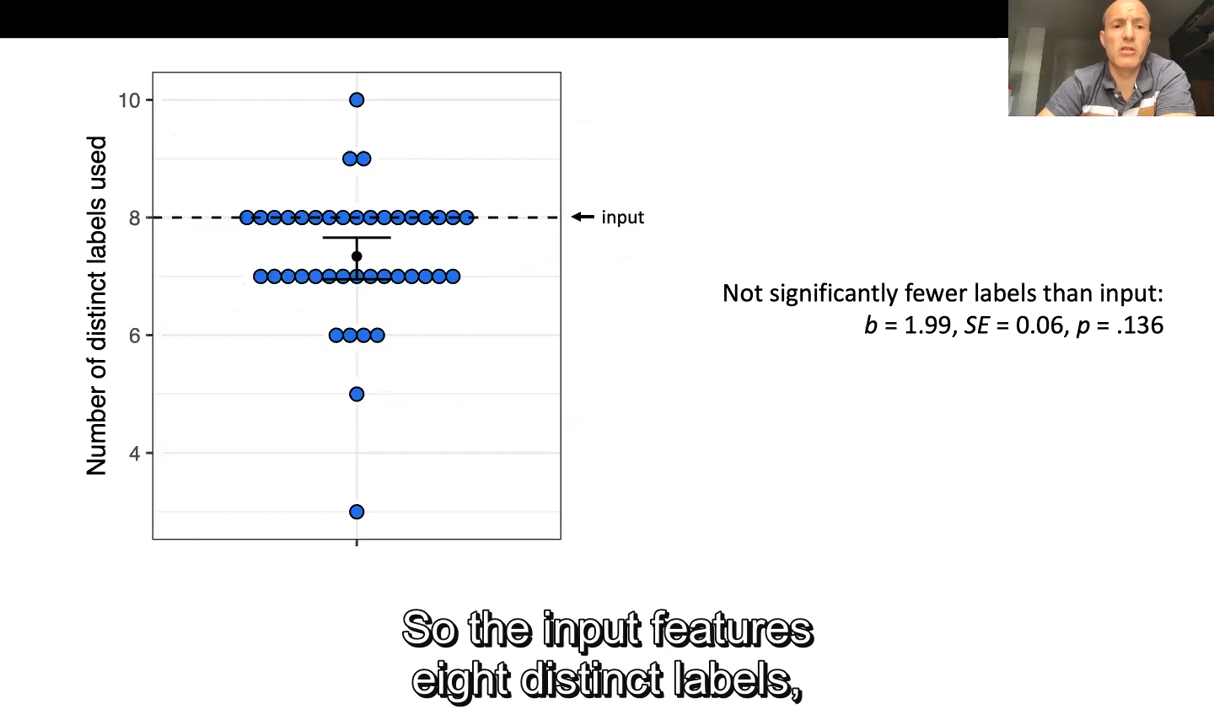 Number of distinct labels used
10
8
6
4
input
Not significantly fewer labels than input:
b = 1.99, SE = 0.06, p = .136
So the input features
eight distinct labels,